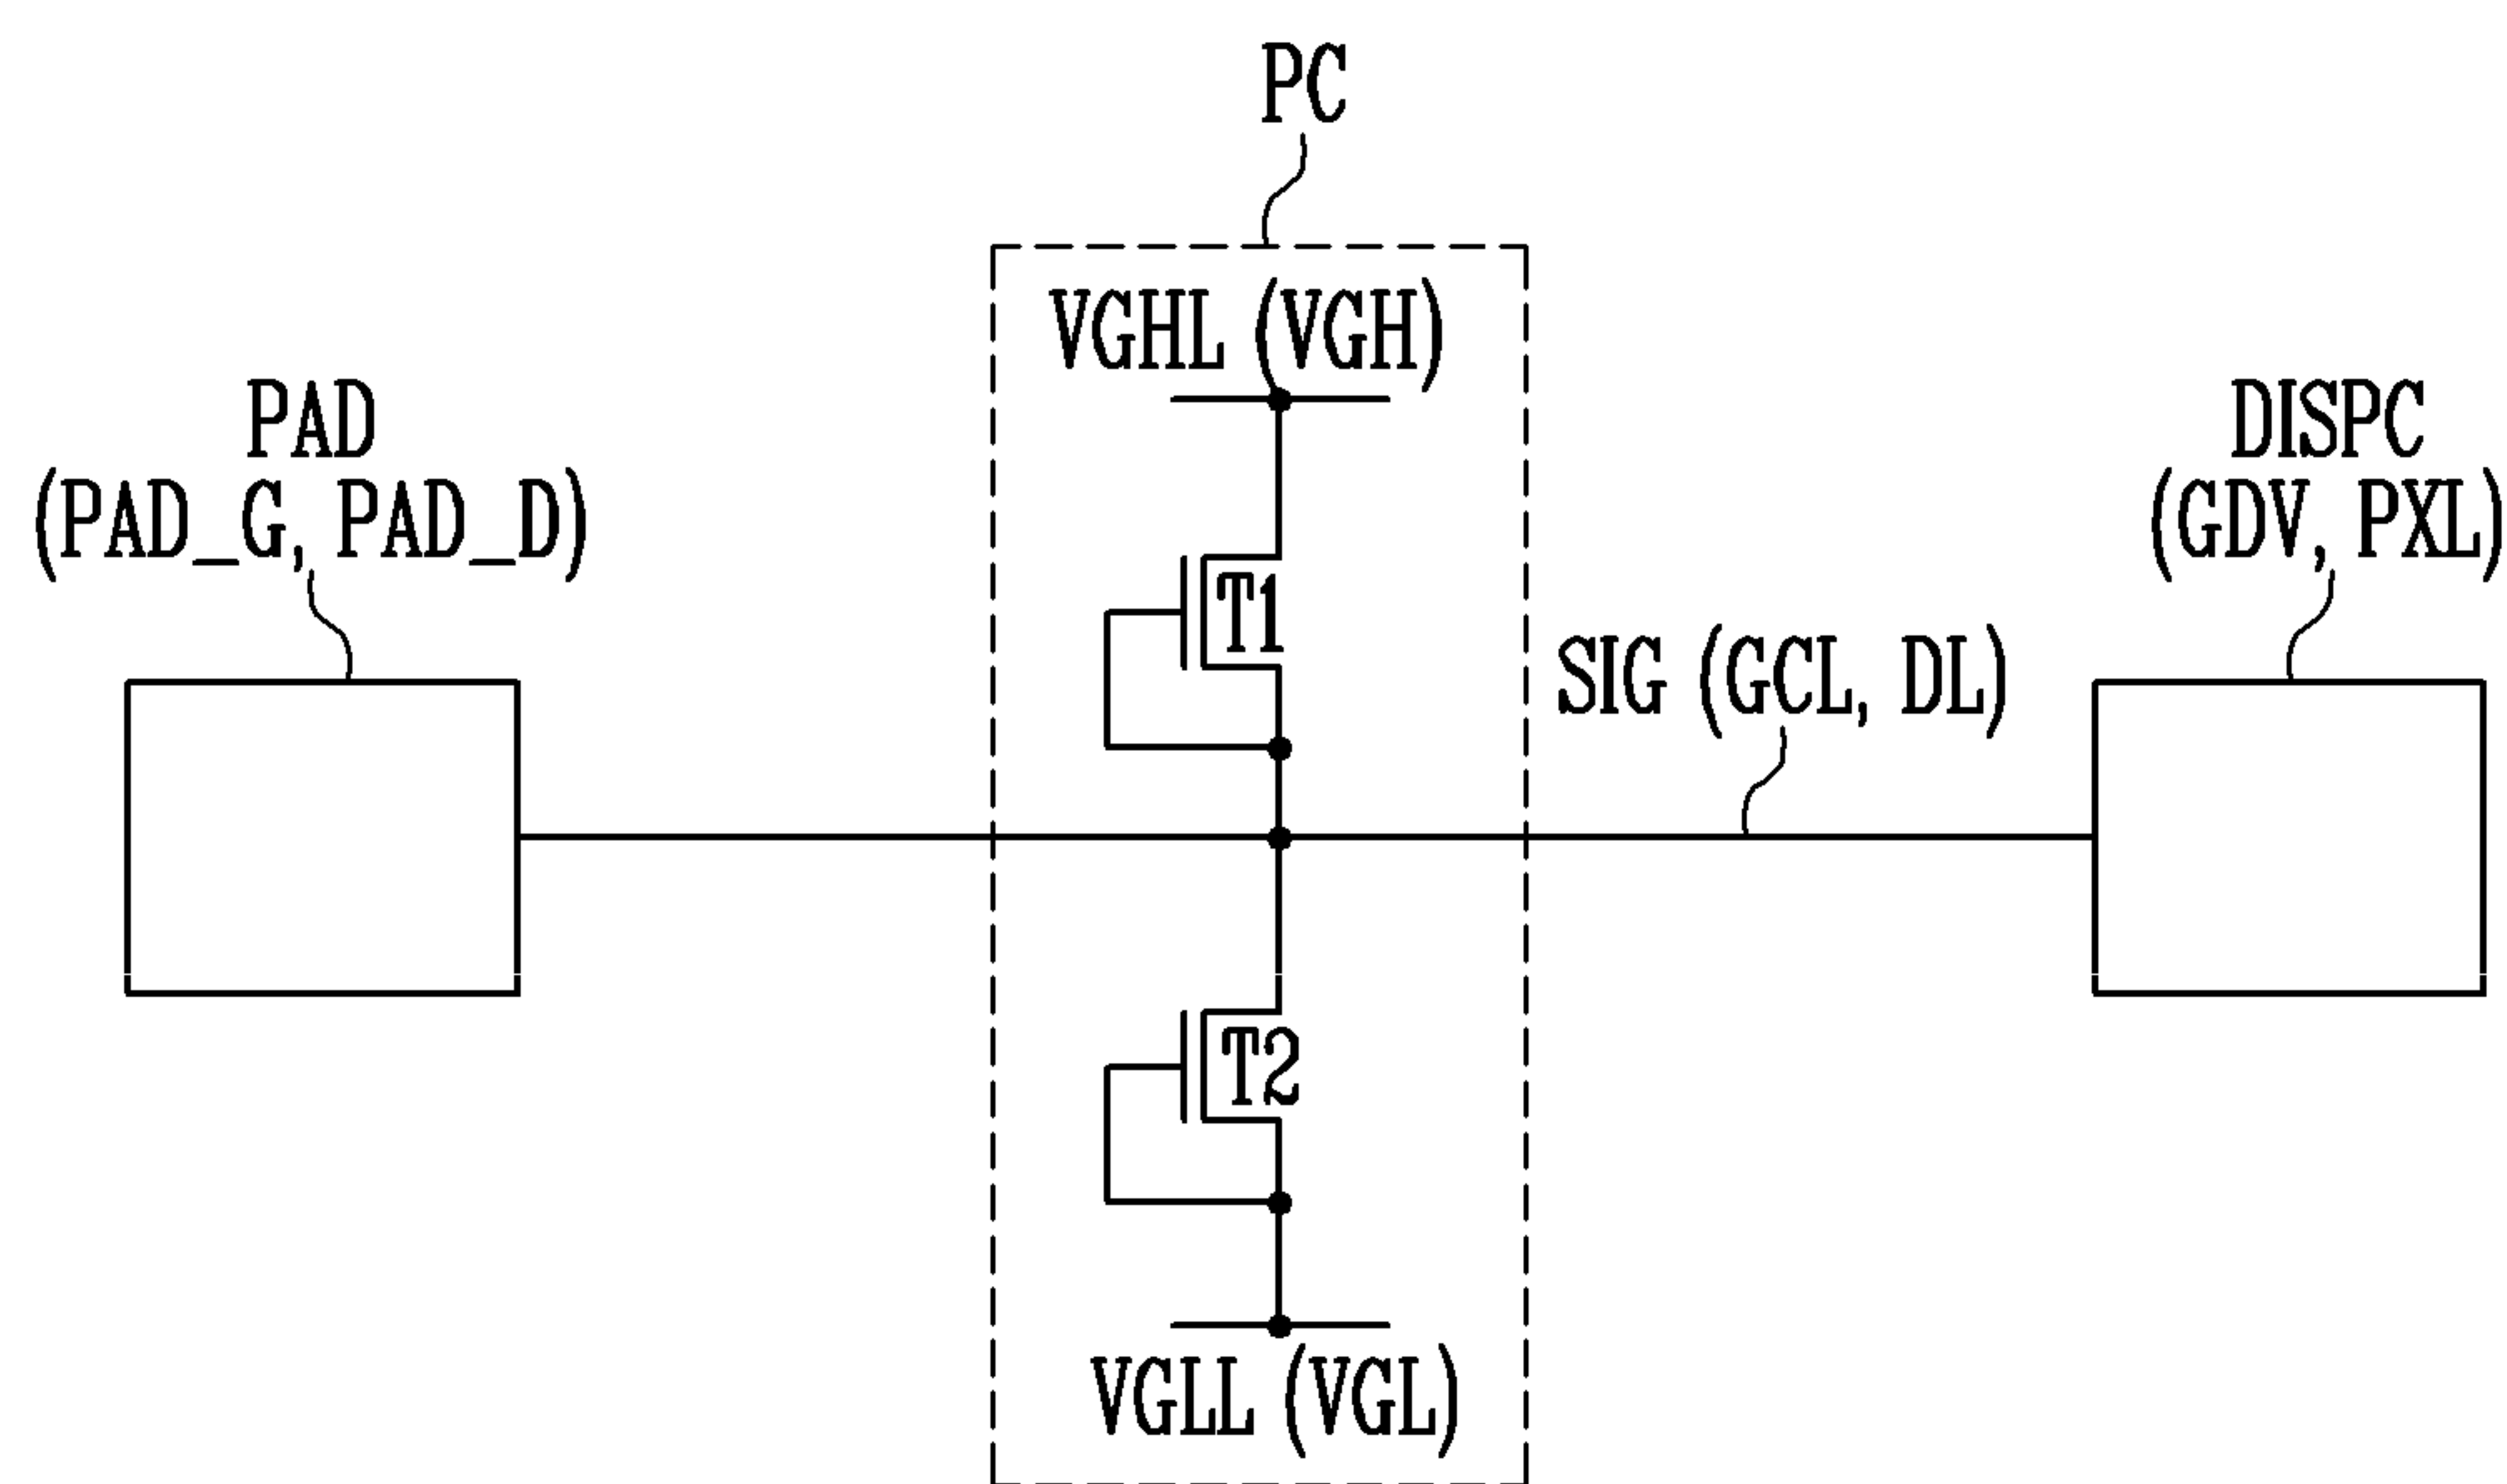 PC
VGHL (VGH)
PAD
(PAD_G, PAD_D)
DISPC
(GDV, PXL)
T1
SIG (GCL, DL)
T2
VGLL (VGL)